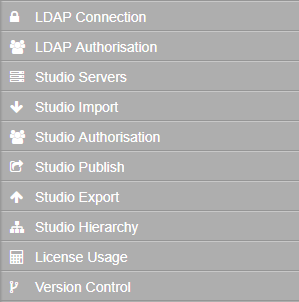 LDAP Connection
LDAP Authorisation
Studio Servers
Studio Import
Studio Authorisation
Studio Publish
Studio Export
Studio Hierarchy
License Usage
Version Control